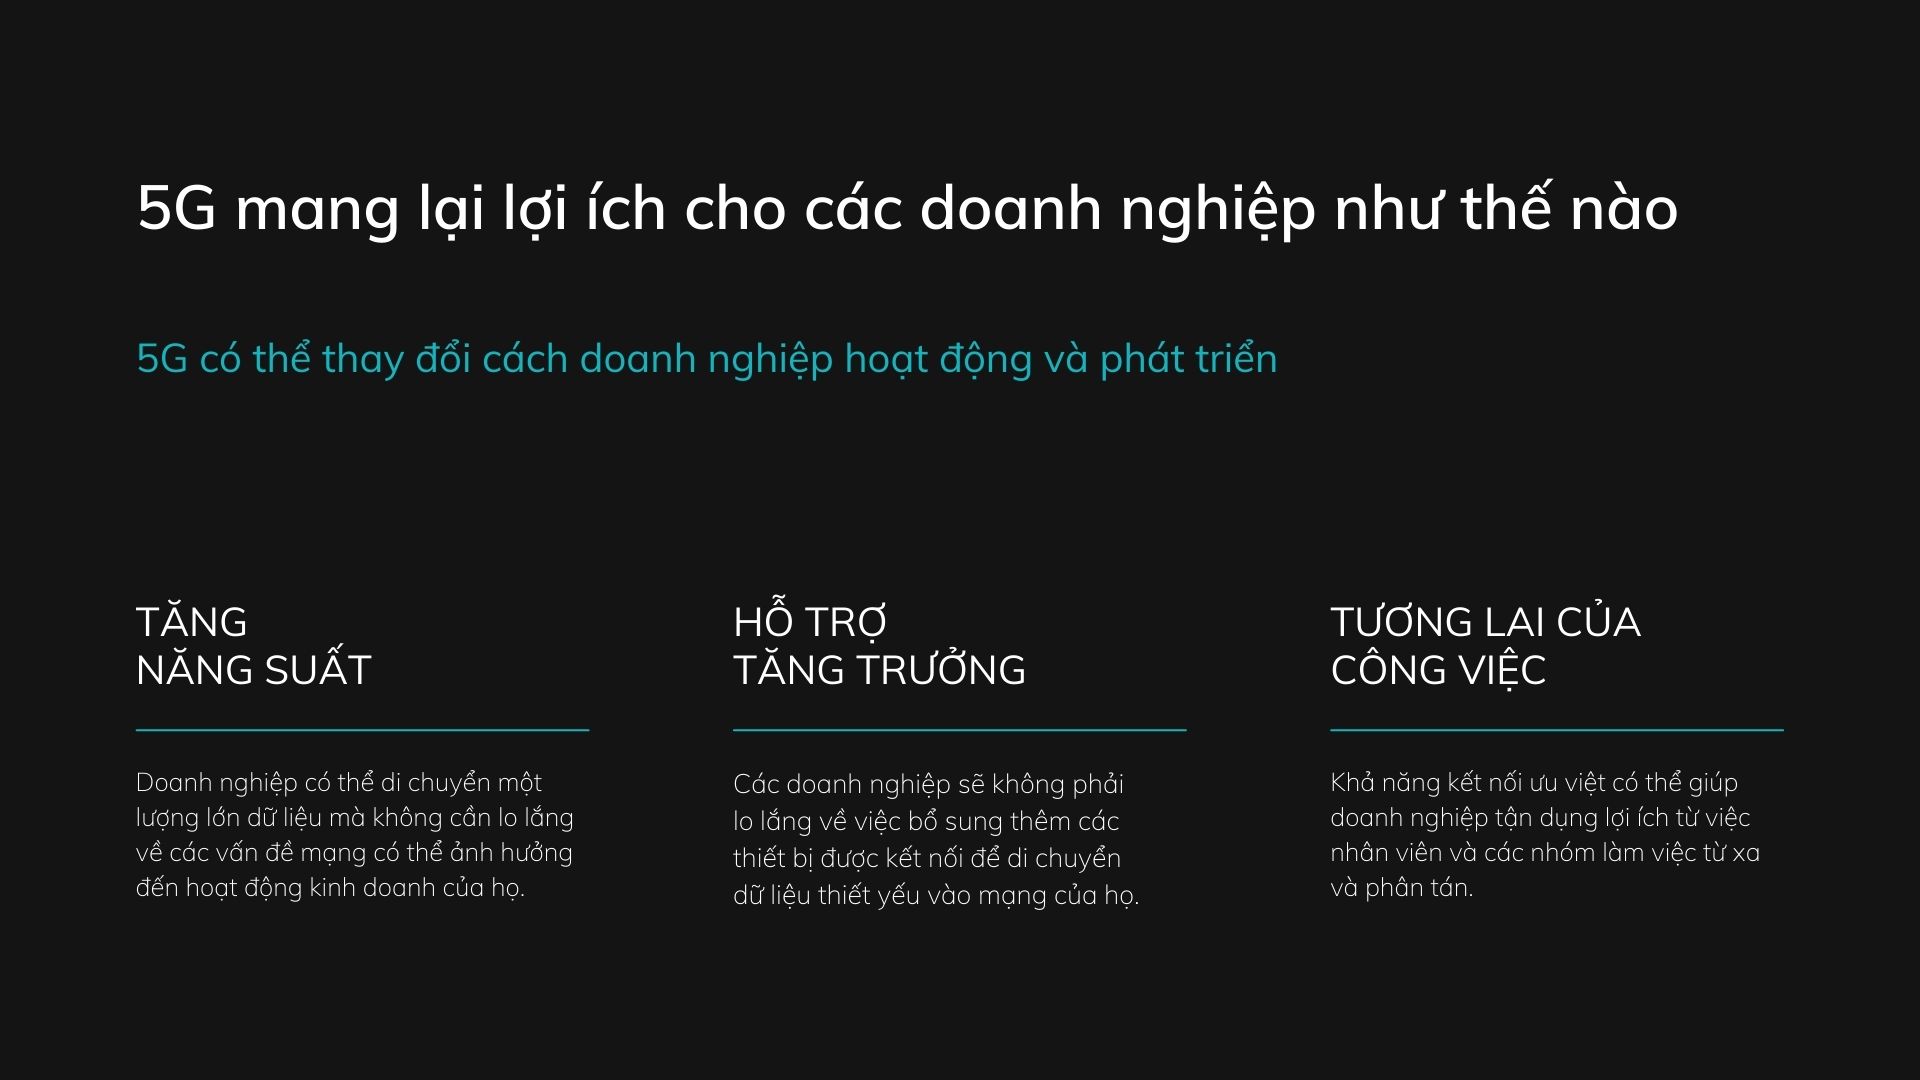 5G mang lại lợi ích cho các doanh nghiệp như thế nào
5G có thể thay đổi cách doanh nghiệp hoạt động và phát triển
TĂNG
NĂNG SUẤT
Doanh nghiệp có thể di chuyển một
lượng lớn dữ liệu mà không cần lo lắng
về các vấn đề mạng có thể ảnh hưởng
đến hoạt động kinh doanh của họ.
HỖ TRỢ
TĂNG TRƯỞNG
Các doanh nghiệp sẽ không phải
lo lắng về việc bổ sung thêm các
thiết bị được kết nối để di chuyển
dữ liệu thiết yếu vào mạng của họ.
TƯƠNG LAI CỦA
CÔNG VIỆC
Khả năng kết nối ưu việt có thể giúp
doanh nghiệp tận dụng lợi ích từ việc
nhân viên và các nhóm làm việc từ xa
và phân tán.